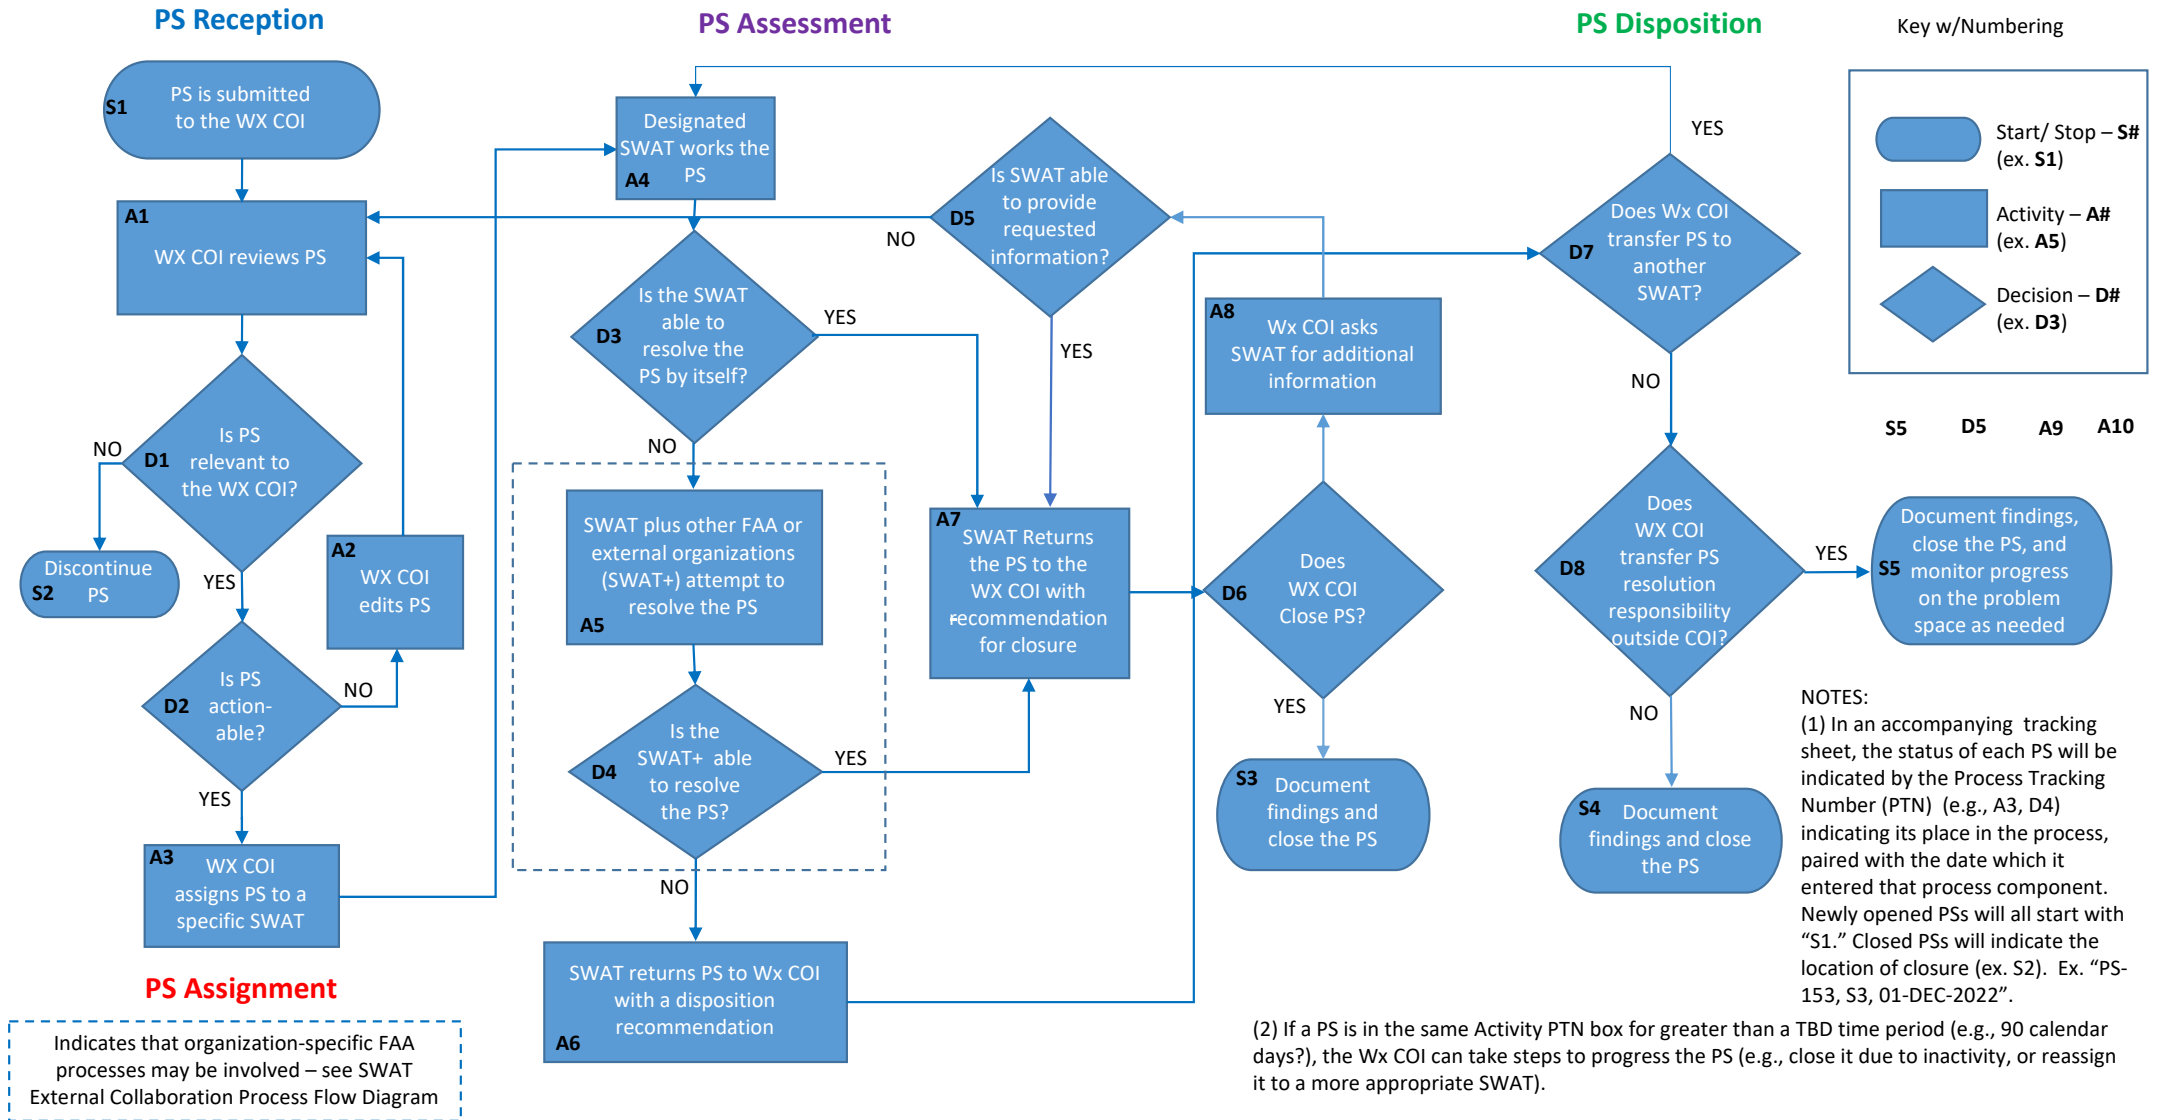 PS Reception
PS Assessment
PS Disposition
Key w/Numbering
S1
PS is submitted
to the WX COI
A1
WX COI reviews PS
NO
D1
Is PS
relevant to
the WX COI?
S2
Discontinue
PS
YES
A2
WX COI
edits PS
D2
Is PS
action-
able?
NO
YES
A3
WX COI
assigns PS to a
specific SWAT
PS Assignment
Indicates that organization-specific FAA
processes may be involved – see SWAT
External Collaboration Process Flow Diagram
Designated
SWAT works the
PS
A4
D3
Is the SWAT
able to
resolve the
PS by itself?
YES
NO
SWAT plus other FAA or
external organizations
(SWAT+) attempt to
resolve the PS
A5
D4
Is the
SWAT+ able
to resolve
the PS?
YES
NO
SWAT returns PS to Wx COI
with a disposition
recommendation
A6
D5
Is SWAT able
to provide
requested
information?
NO
YES
A7
SWAT Returns
the PS to the
WX COI with
recommendation
for closure
A8
Wx COI asks
SWAT for additional
information
D6
Does
WX COI
Close PS?
YES
S3
Document
findings and
close the PS
YES
D7
Does Wx COI
transfer PS to
another
SWAT?
NO
D8
Does
WX COI
transfer PS
resolution
responsibility
outside COI?
YES
NO
S4
Document
findings and close
the PS
S5
Document findings,
close the PS, and
monitor progress
on the problem
space as needed
Start/ Stop – S#
(ex. S1)
Activity – A#
(ex. A5)
Decision – D#
(ex. D3)
S5 D5 A9 A10
NOTES:
(1) In an accompanying tracking
sheet, the status of each PS will be
indicated by the Process Tracking
Number (PTN) (e.g., A3, D4)
indicating its place in the process,
paired with the date which it
entered that process component.
Newly opened PSs will all start with
“S1.” Closed PSs will indicate the
location of closure (ex. S2). Ex. “PS-
153, S3, 01-DEC-2022”.
(2) If a PS is in the same Activity PTN box for greater than a TBD time period (e.g., 90 calendar
days?), the Wx COI can take steps to progress the PS (e.g., close it due to inactivity, or reassign
it to a more appropriate SWAT).